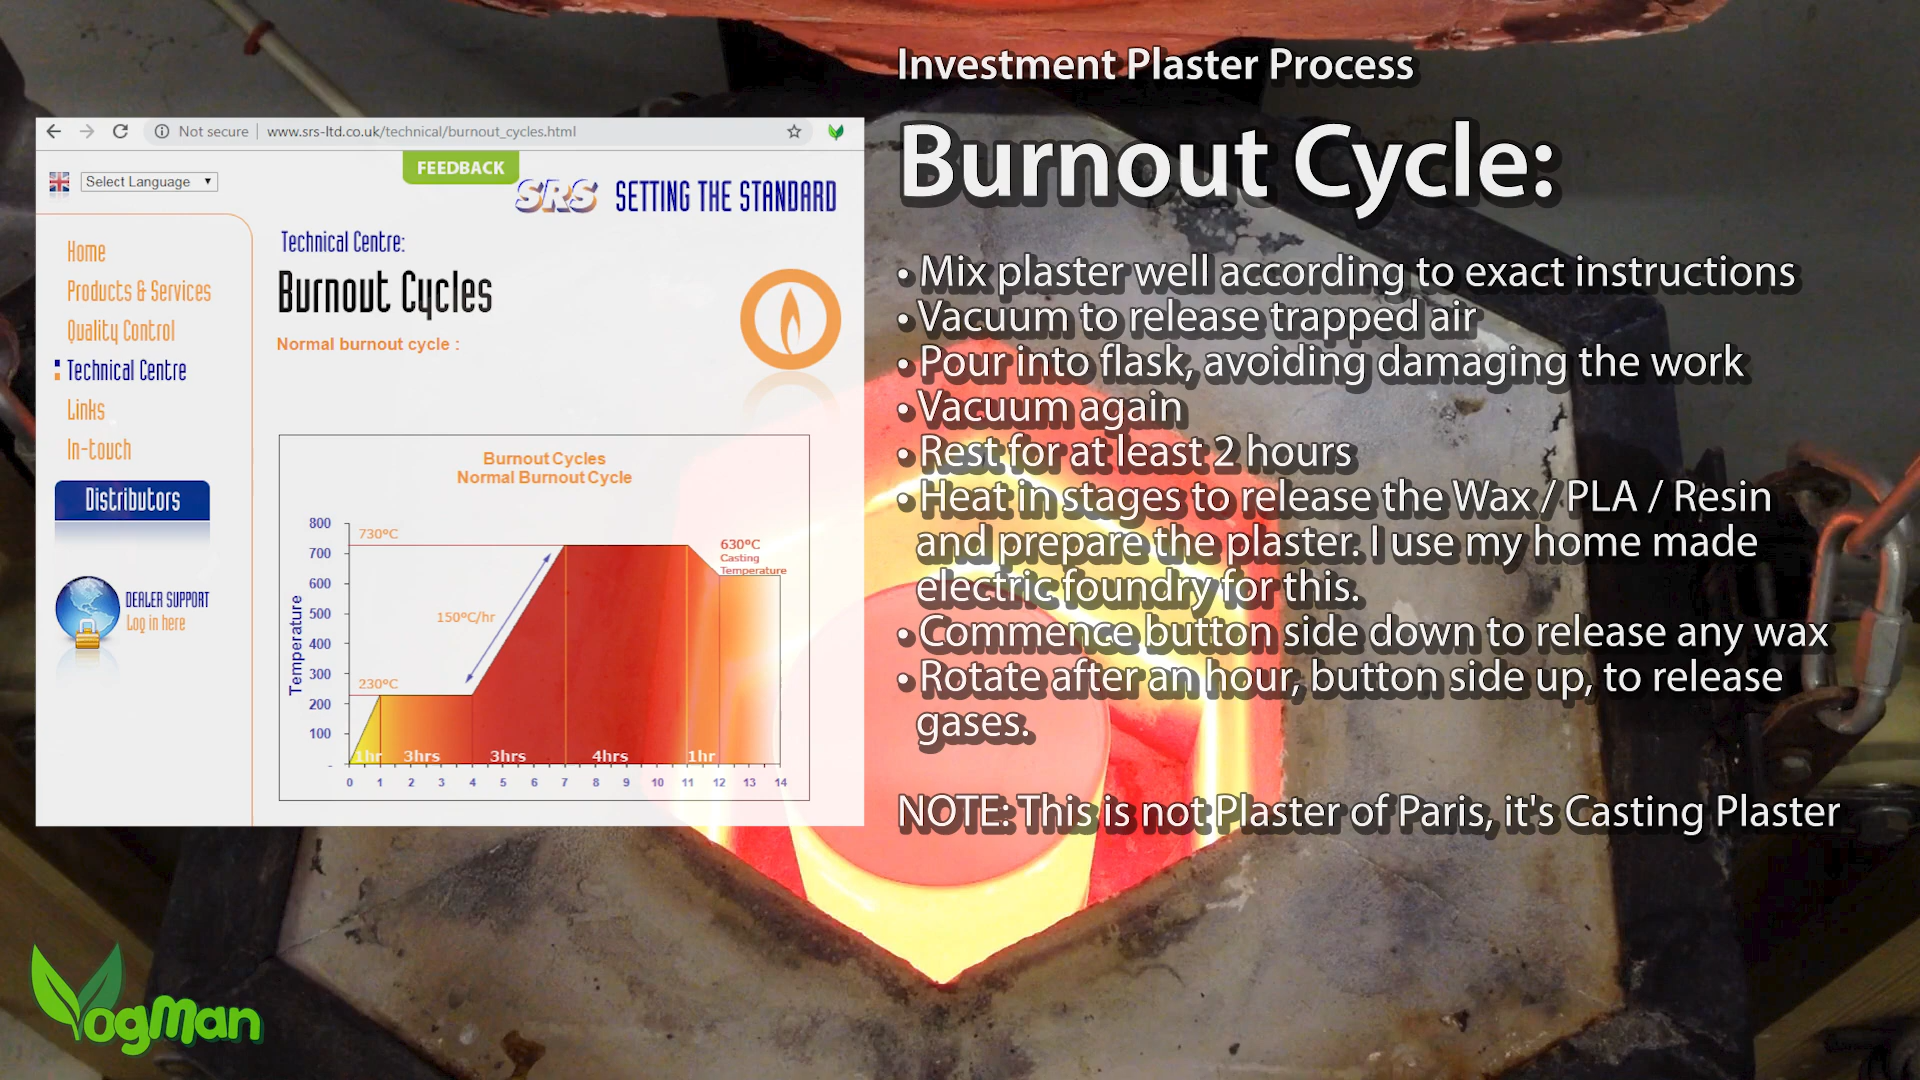 Investment Plaster Process
Burnout Cycle:
• Mix plaster well according to exact instructions
• Vacuum to release trapped air
• Pour into flask, avoiding damaging the work
• Vacuum again
• Rest for at least 2 hours
• Heat in stages to release the Wax / PLA / Resin
and prepare the plaster. I use my home made
electric foundry for this.
• Commence button side down to release any wax
• Rotate after an hour, button side up, to release
gases.
NOTE: This is not Plaster of Paris, it's Casting Plaster
Not secure | www.srs-ltd.co.uk/technical/burnout_cycles.html
FEEDBACK
Select Language
SRS SETTING THE STANDARD
Home
Products & Services
Quality Control
Technical Centre
Links
In-touch
Distributors
DEALER SUPPORT
Log in here
Technical Centre:
Burnout Cycles
Normal burnout cycle :
Burnout Cycles
Normal Burnout Cycle
Temperature
800
700
600
500
400
300
200
100
-
730ºC
150ºC/hr
230ºC
630ºC
Casting
Temperature
1hr 3hrs 3hrs 4hrs 1hr
0 1 2 3 4 5 6 7 8 9 10 11 12 13 14
VogMan